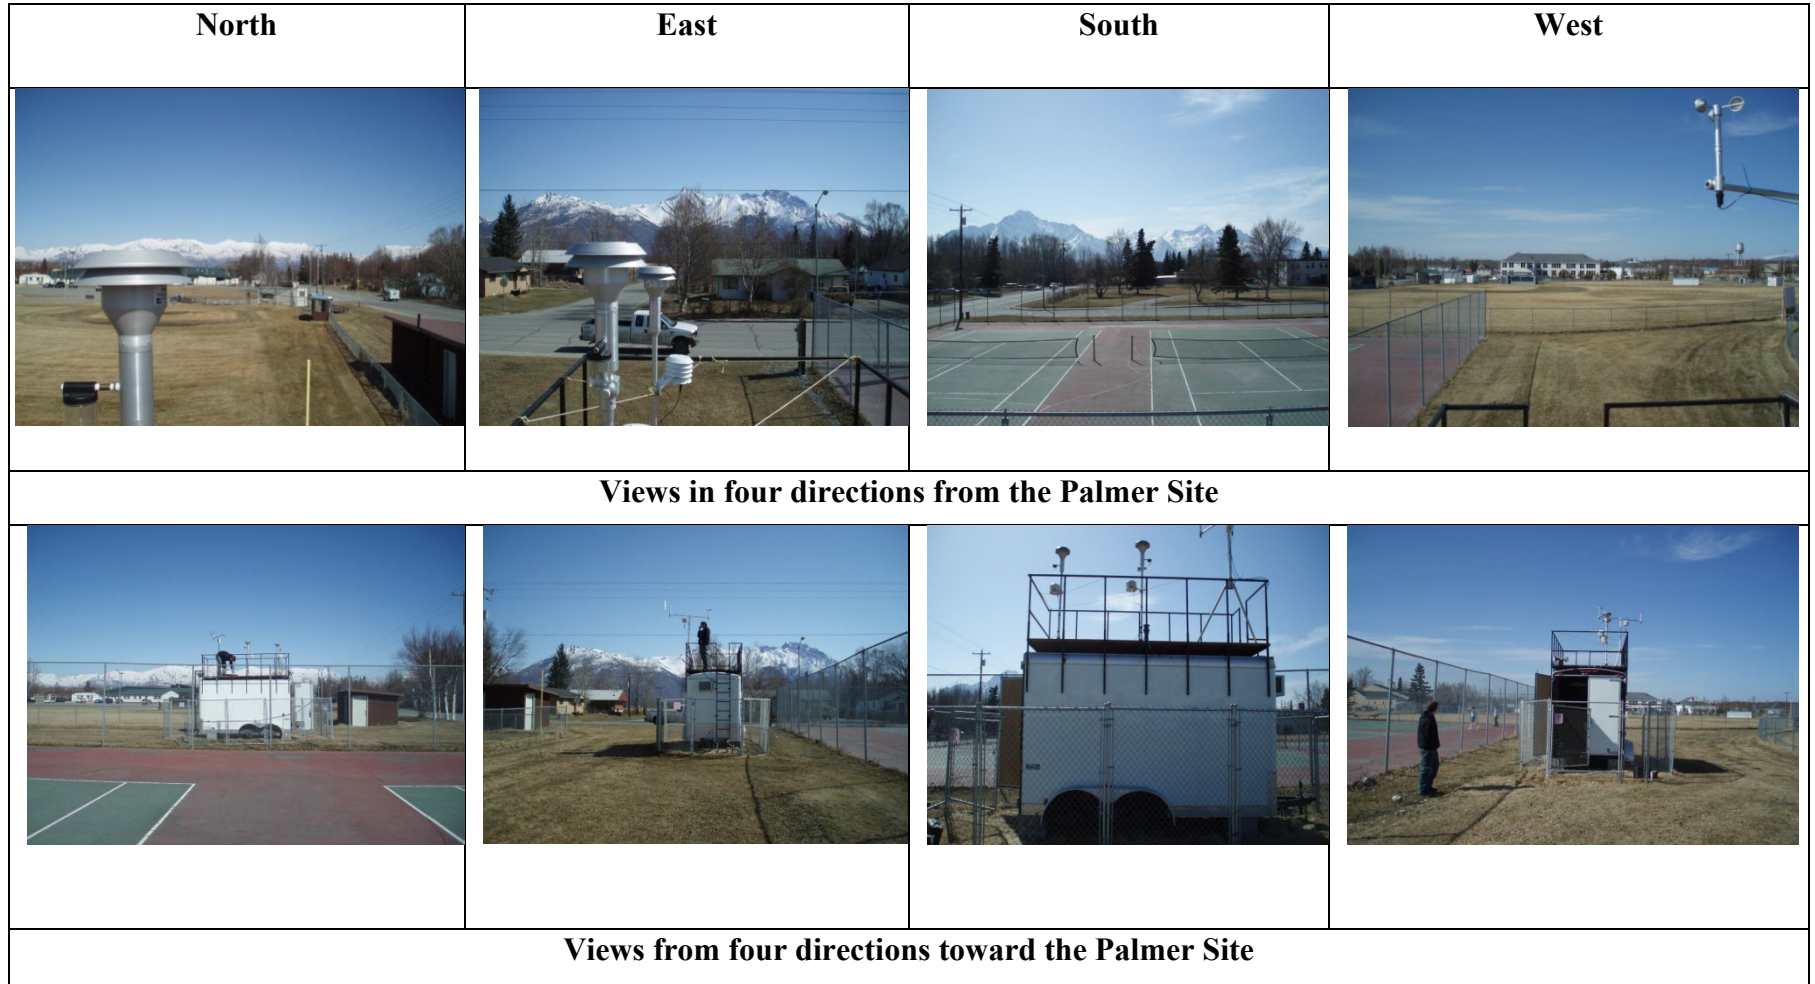 North East South West
Views in four directions from the Palmer Site
Views from four directions toward the Palmer Site